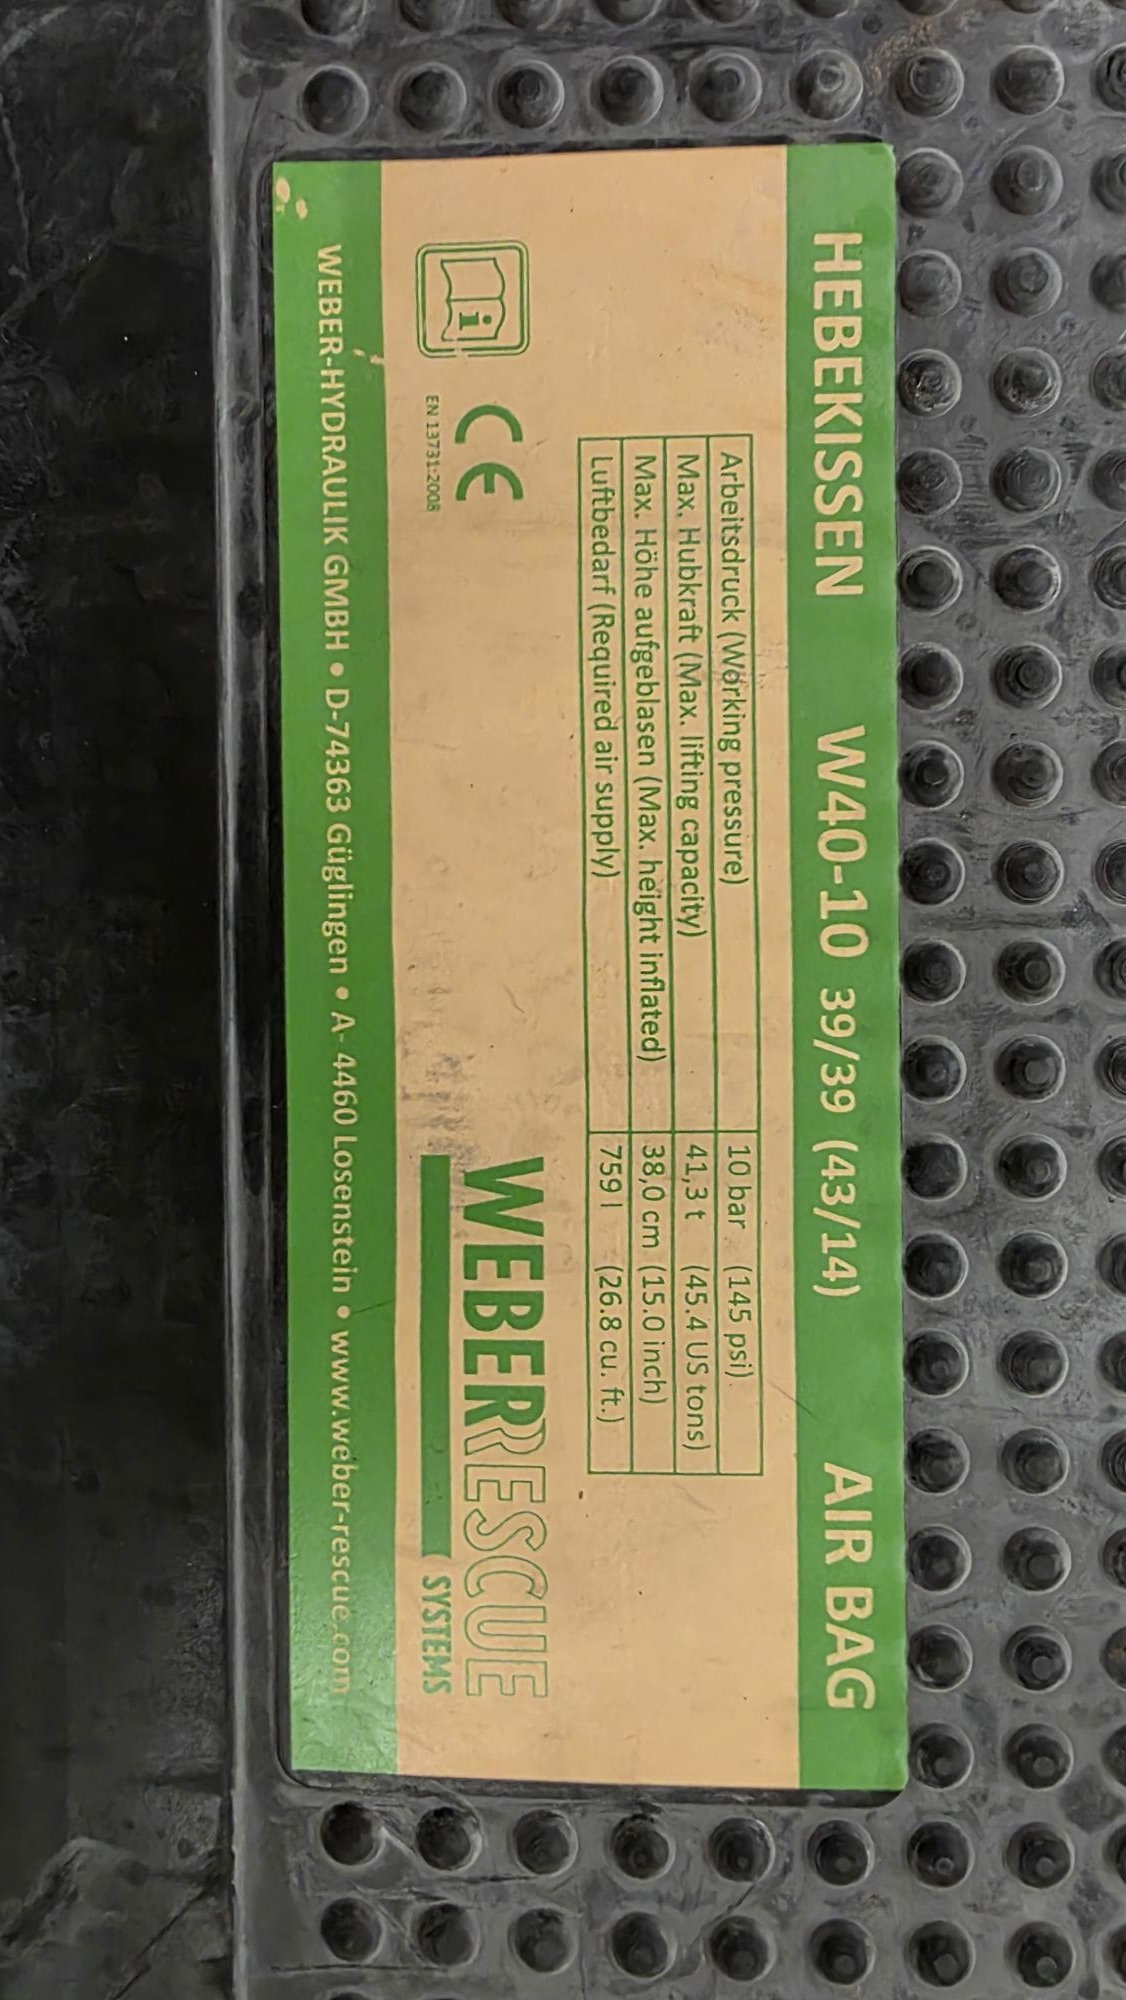 HEBEKISSEN W40-10 39/39 (43/14) AIR BAG
Arbeitsdruck (Working pressure) 10 bar (145 psi)
Max. Hubkraft (Max. lifting capacity) 41,3 t (45.4 US tons)
Max. Höhe aufgeblasen (Max. height inflated) 38,0 cm (15.0 inch)
Luftbedarf (Required air supply) 759 l (26.8 cu. ft.)
i
CE
EN 13731:2008
WEBERRESCUE
SYSTEMS
WEBER-HYDRAULIK GMBH • D-74363 Güglingen • A- 4460 Losenstein • www.weber-rescue.com